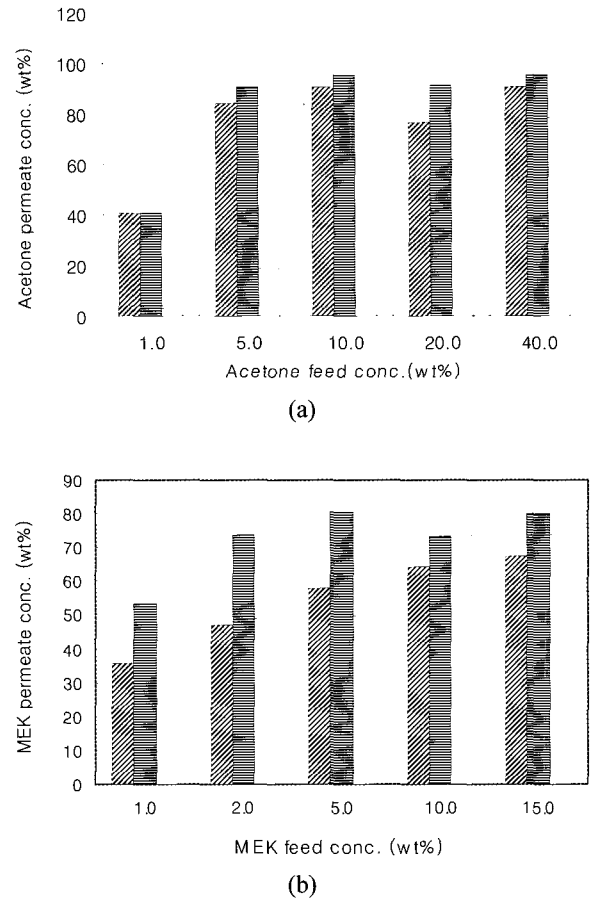 120
100
80
60
40
20
0
Acetone permeate conc. (wt%)
1.0 5.0 10.0 20.0 40.0
Acetone feed conc.(wt%)
(a)
90
80
70
60
50
40
30
20
10
0
MEK permeate conc. (wt%)
1.0 2.0 5.0 10.0 15.0
MEK feed conc. (wt%)
(b)